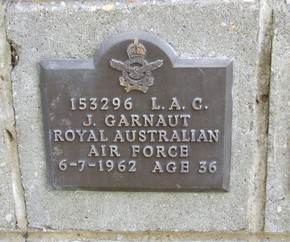 153296 L.A.C.
J. GARNAUT
ROYAL AUSTRALIAN
AIR FORCE
6-7-1962 AGE 36